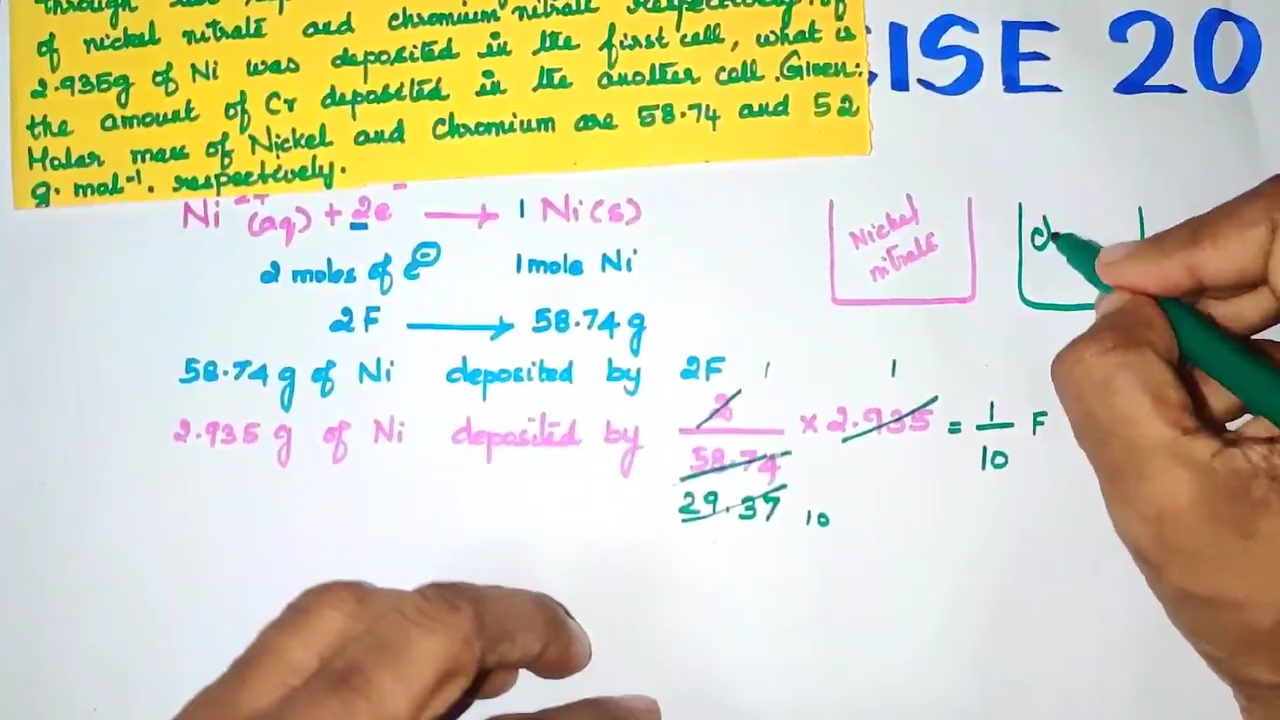 through
of nickel nitrate and chromium nitrate respectively. If
2.935g of Ni was deposited in the first cell, what is
the amount of Cr deposited in the another cell. Given:
Molar mass of Nickel and Chromium are 58.74 and 52
g. mol⁻¹. respectively.
CISE 20
Ni²⁺(aq) + 2e⁻ → 1 Ni(s)
2 moles of e⊖ 1 mole Ni
2F → 58.74 g
58.74 g of Ni deposited by 2F 1 1
2.935 g of Ni deposited by 2/58.74 × 2.935 = 1/10 F
29.37 10
Nickel
nitrate